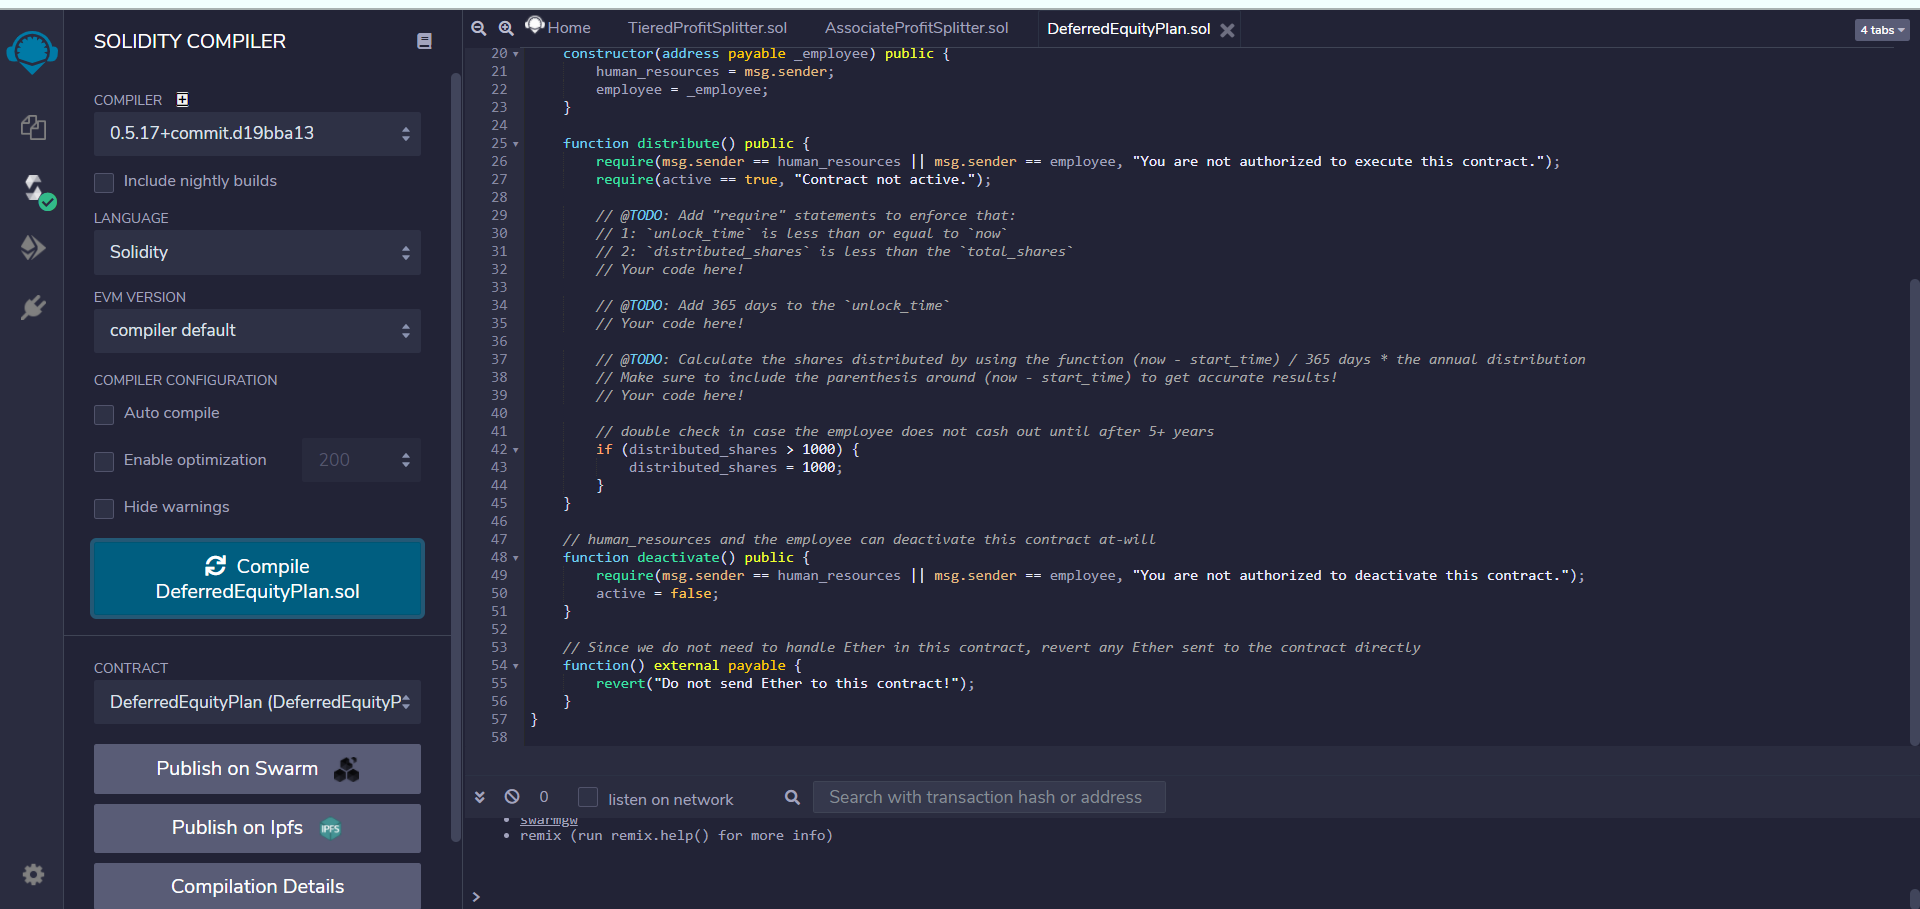 SOLIDITY COMPILER
COMPILER
0.5.17+commit.d19bba13
Include nightly builds
LANGUAGE
Solidity
EVM VERSION
compiler default
COMPILER CONFIGURATION
Auto compile
Enable optimization 200
Hide warnings
Compile
DeferredEquityPlan.sol
CONTRACT
DeferredEquityPlan (DeferredEquityP
Publish on Swarm
Publish on Ipfs IPFS
Compilation Details
Home TieredProfitSplitter.sol AssociateProfitSplitter.sol DeferredEquityPlan.sol 4 tabs
20 constructor(address payable _employee) public {
21 human_resources = msg.sender;
22 employee = _employee;
23 }
24
25 function distribute() public {
26 require(msg.sender == human_resources || msg.sender == employee, "You are not authorized to execute this contract.");
27 require(active == true, "Contract not active.");
28
29 // @TODO: Add "require" statements to enforce that:
30 // 1: `unlock_time` is less than or equal to `now`
31 // 2: `distributed_shares` is less than the `total_shares`
32 // Your code here!
33
34 // @TODO: Add 365 days to the `unlock_time`
35 // Your code here!
36
37 // @TODO: Calculate the shares distributed by using the function (now - start_time) / 365 days * the annual distribution
38 // Make sure to include the parenthesis around (now - start_time) to get accurate results!
39 // Your code here!
40
41 // double check in case the employee does not cash out until after 5+ years
42 if (distributed_shares > 1000) {
43 distributed_shares = 1000;
44 }
45 }
46
47 // human_resources and the employee can deactivate this contract at-will
48 function deactivate() public {
49 require(msg.sender == human_resources || msg.sender == employee, "You are not authorized to deactivate this contract.");
50 active = false;
51 }
52
53 // Since we do not need to handle Ether in this contract, revert any Ether sent to the contract directly
54 function() external payable {
55 revert("Do not send Ether to this contract!");
56 }
57 }
58
0 listen on network Search with transaction hash or address
• swarmgw
• remix (run remix.help() for more info)
>